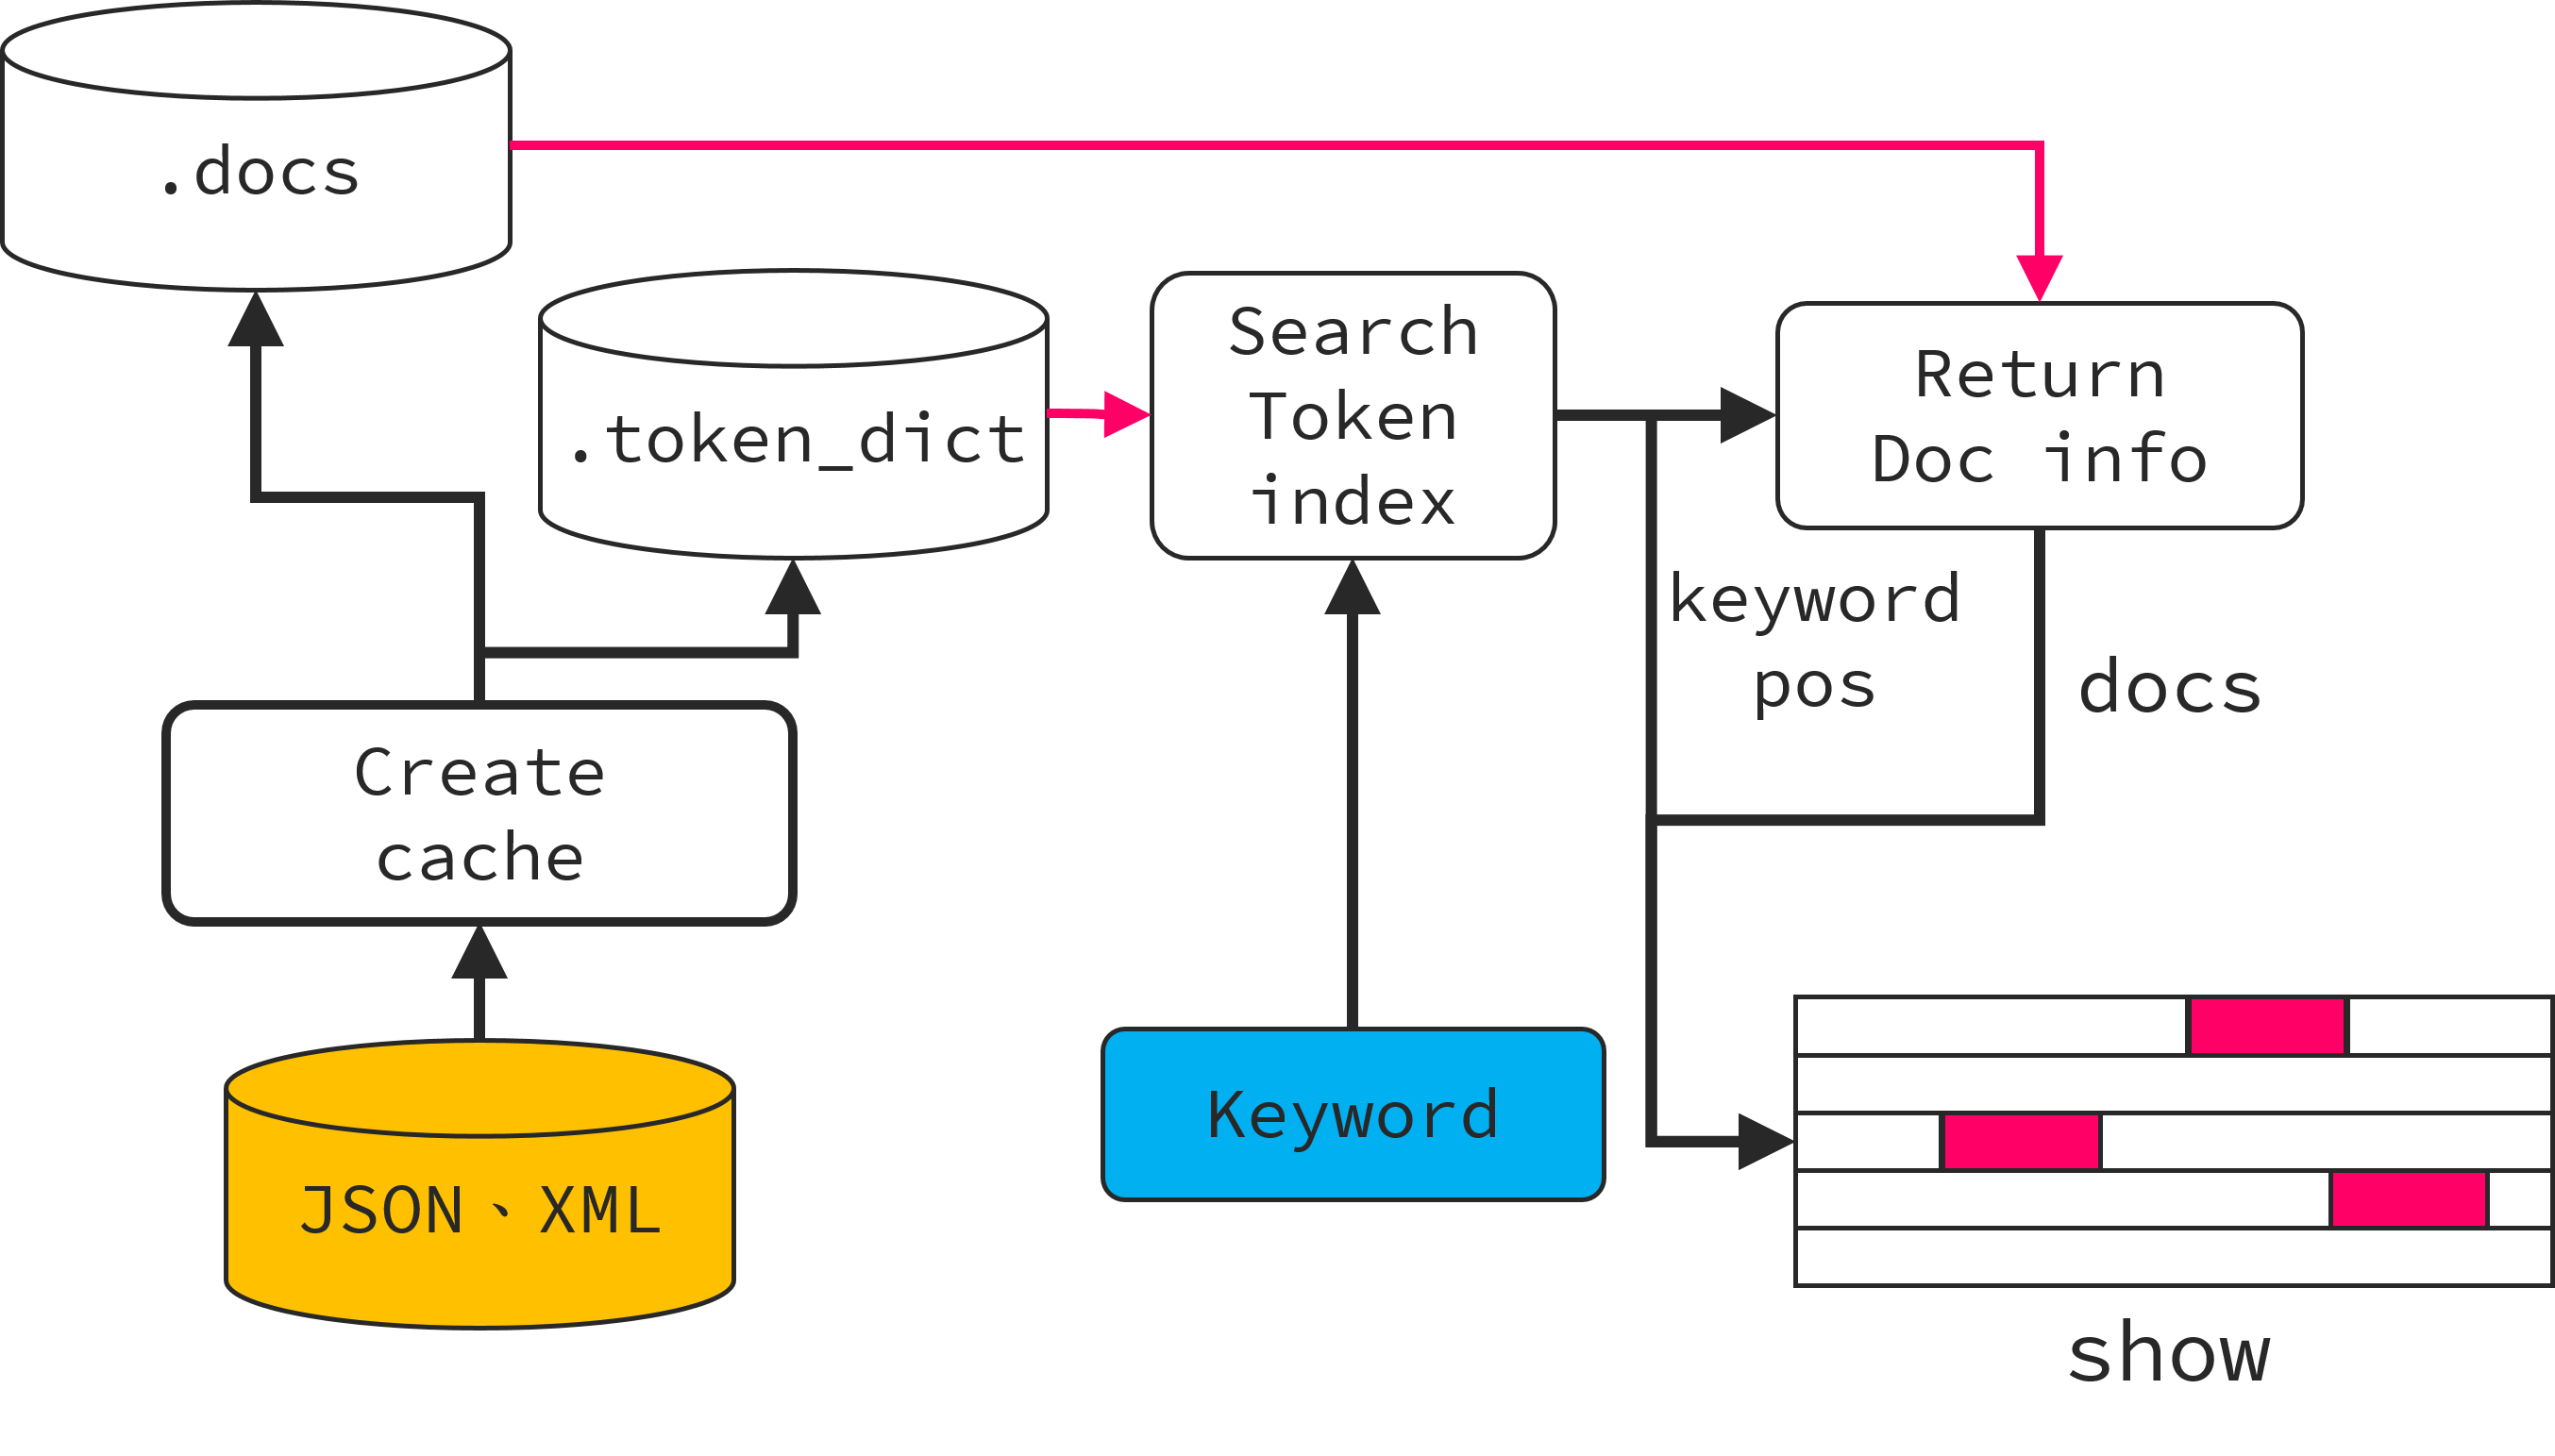 .docs
.token_dict
Search
Token
index
Return
Doc info
keyword
pos
docs
Create
cache
Keyword
JSON、XML
show